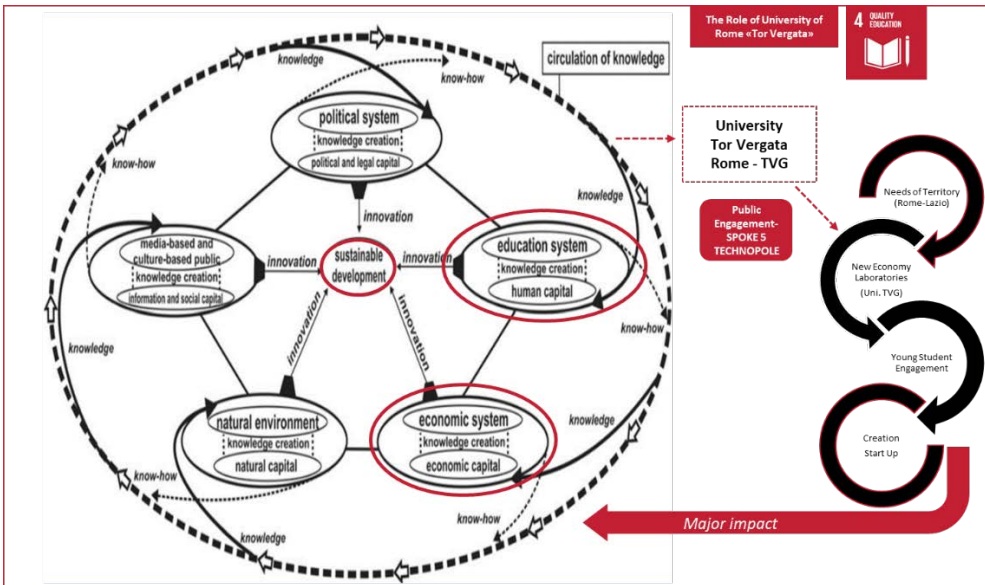 The Role of University of
Rome «Tor Vergata»
4 QUALITY
EDUCATION
circulation of knowledge
knowledge
know-how
political system
knowledge creation
political and legal capital
know-how
innovation
knowledge
media-based and
culture-based public
knowledge creation
information and social capital
innovation
sustainable
development
innovation
education system
knowledge creation
human capital
know-how
knowledge
innovation
innovation
natural environment
knowledge creation
natural capital
economic system
knowledge creation
economic capital
knowledge
know-how
know-how
knowledge
University
Tor Vergata
Rome - TVG
Public
Engagement-
SPOKE 5
TECHNOPOLE
Needs of Territory
(Rome-Lazio)
New Economy
Laboratories
(Uni. TVG)
Young Student
Engagement
Creation
Start Up
Major impact